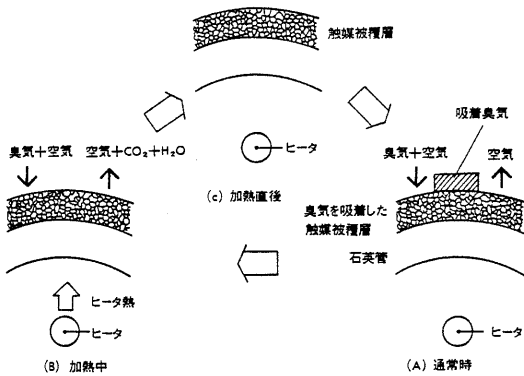 触媒被覆層
ヒータ
(c) 加熱直後
吸着臭気
臭気+空気
空気
臭気を吸着した
触媒被覆層
石英管
ヒータ
(A) 通常時
臭気+空気
空気+CO₂+H₂O
ヒータ熱
ヒータ
(B) 加熱中